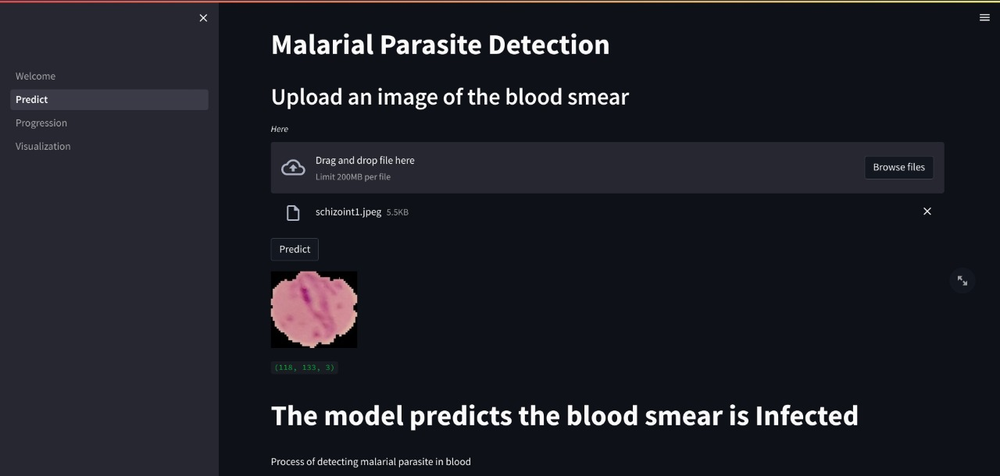 Welcome
Predict
Progression
Visualization
Malarial Parasite Detection
Upload an image of the blood smear
Here
Drag and drop file here
Limit 200MB per file
Browse files
schizoint1.jpeg 5.5KB
Predict
(118, 133, 3)
The model predicts the blood smear is Infected
Process of detecting malarial parasite in blood